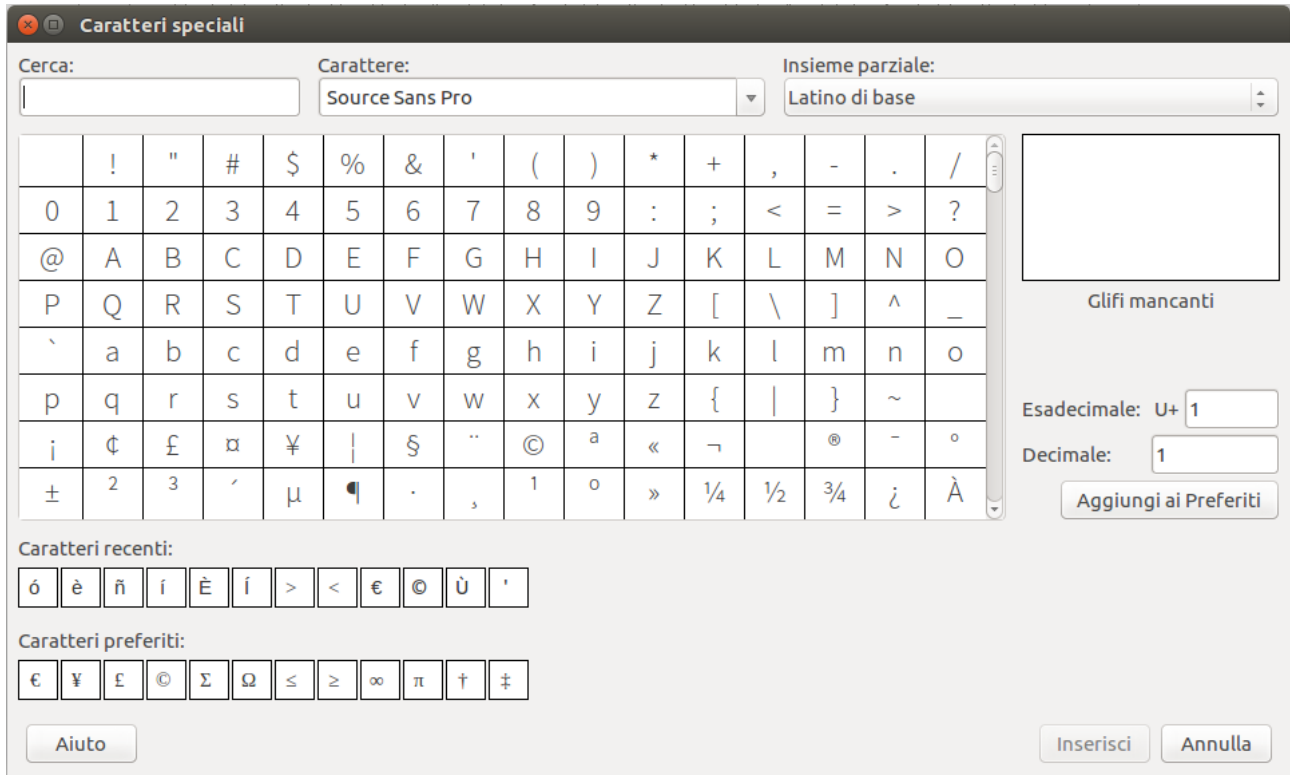 Caratteri speciali
Cerca: Carattere: Insieme parziale:
Source Sans Pro Latino di base
! " # $ % & ' ( ) * + , - . /
0 1 2 3 4 5 6 7 8 9 : ; < = > ?
@ A B C D E F G H I J K L M N O
P Q R S T U V W X Y Z [ \ ] ^ _
` a b c d e f g h i j k l m n o
p q r s t u v w x y z { | } ~
¡ ¢ £ ¤ ¥ ¦ § ¨ © ª « ¬ ® ¯ °
± ² ³ ´ µ ¶ · ¸ ¹ º » ¼ ½ ¾ ¿ À
Glifi mancanti
Esadecimale: U+ 1
Decimale: 1
Aggiungi ai Preferiti
Caratteri recenti:
ó è ñ í È Í > < € © Ù '
Caratteri preferiti:
€ ¥ £ © Σ Ω ≤ ≥ ∞ π † ‡
Aiuto Inserisci Annulla